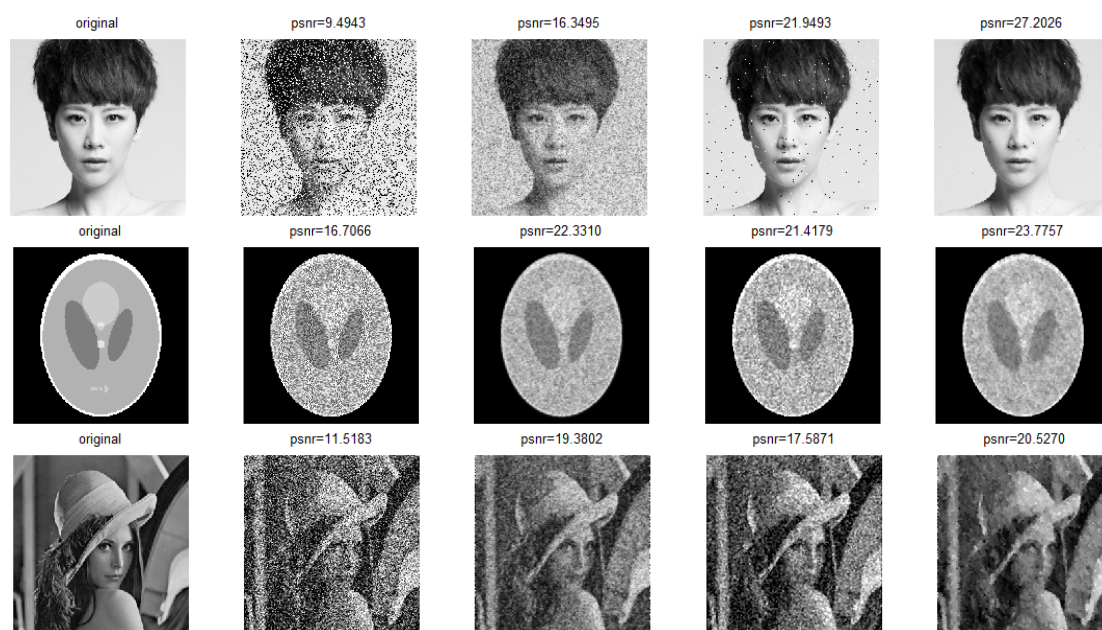 original psnr=9.4943 psnr=16.3495 psnr=21.9493 psnr=27.2026
original psnr=16.7066 psnr=22.3310 psnr=21.4179 psnr=23.7757
original psnr=11.5183 psnr=19.3802 psnr=17.5871 psnr=20.5270